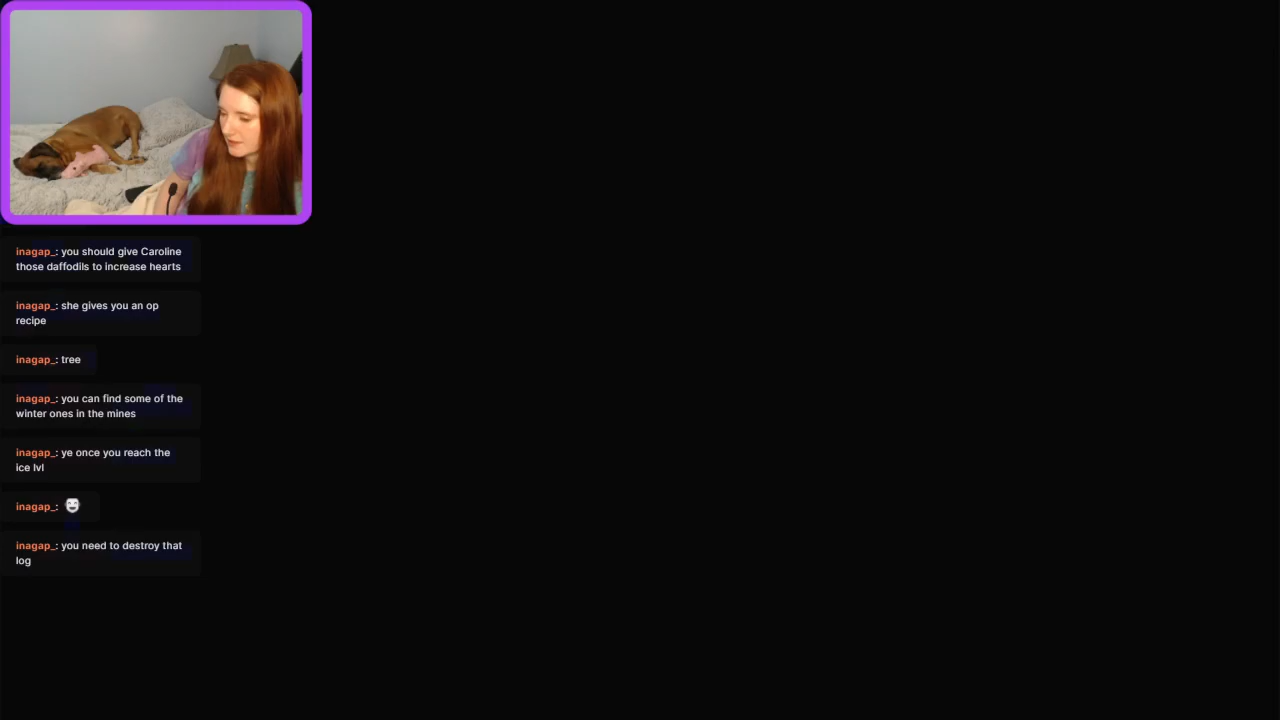 inagap_: you should give Caroline
those daffodils to increase hearts
inagap_: she gives you an op
recipe
inagap_: tree
inagap_: you can find some of the
winter ones in the mines
inagap_: ye once you reach the
ice lvl
inagap_:
inagap_: you need to destroy that
log